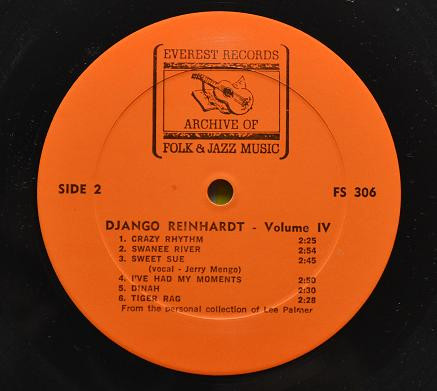 EVEREST RECORDS
ARCHIVE OF
FOLK & JAZZ MUSIC
SIDE 2 FS 306
DJANGO REINHARDT - Volume IV
1. CRAZY RHYTHM 2:25
2. SWANEE RIVER 2:54
3. SWEET SUE 2:45
(vocal - Jerry Mengo)
4. I'VE HAD MY MOMENTS 2:50
5. DINAH 2:30
6. TIGER RAG 2:28
From the personal collection of Lee Palmer